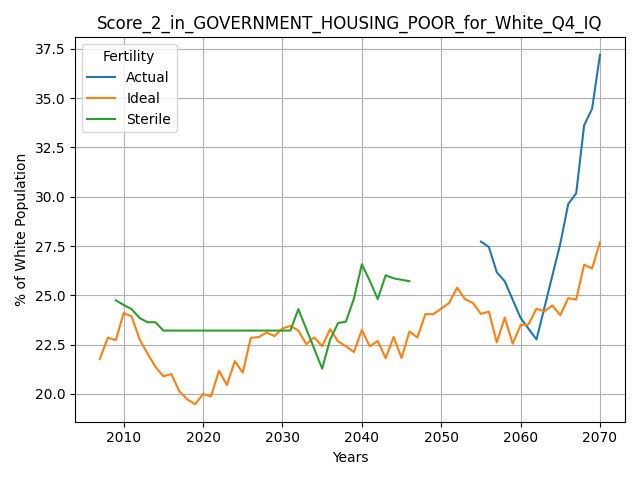 Score_2_in_GOVERNMENT_HOUSING_POOR_for_White_Q4_IQ
Fertility
Actual
Ideal
Sterile
% of White Population
37.5
35.0
32.5
30.0
27.5
25.0
22.5
20.0
2010 2020 2030 2040 2050 2060 2070
Years